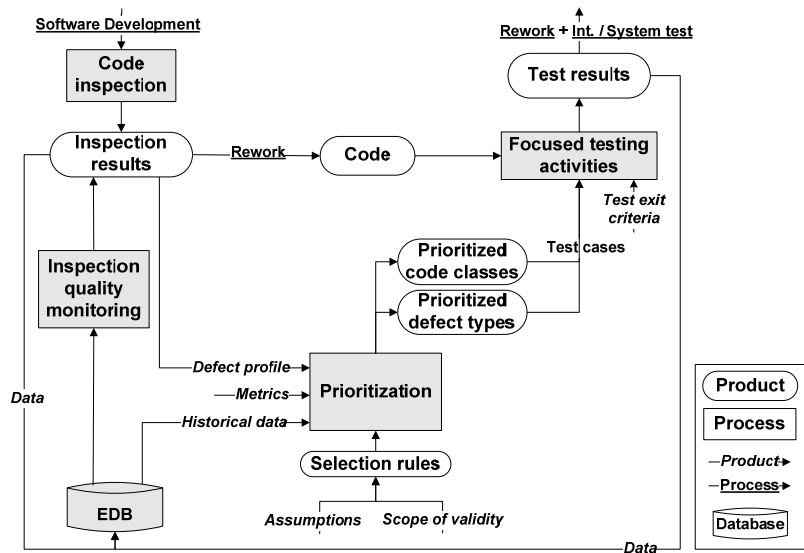 Software Development
Code
inspection
Inspection
results
Rework
Code
Rework + Int. / System test
Test results
Focused testing
activities
Test exit
criteria
Test cases
Prioritized
code classes
Prioritized
defect types
Inspection
quality
monitoring
Defect profile
Metrics
Historical data
Prioritization
Data
Selection rules
EDB
Assumptions
Scope of validity
Data
Product
Process
Product
Process
Database